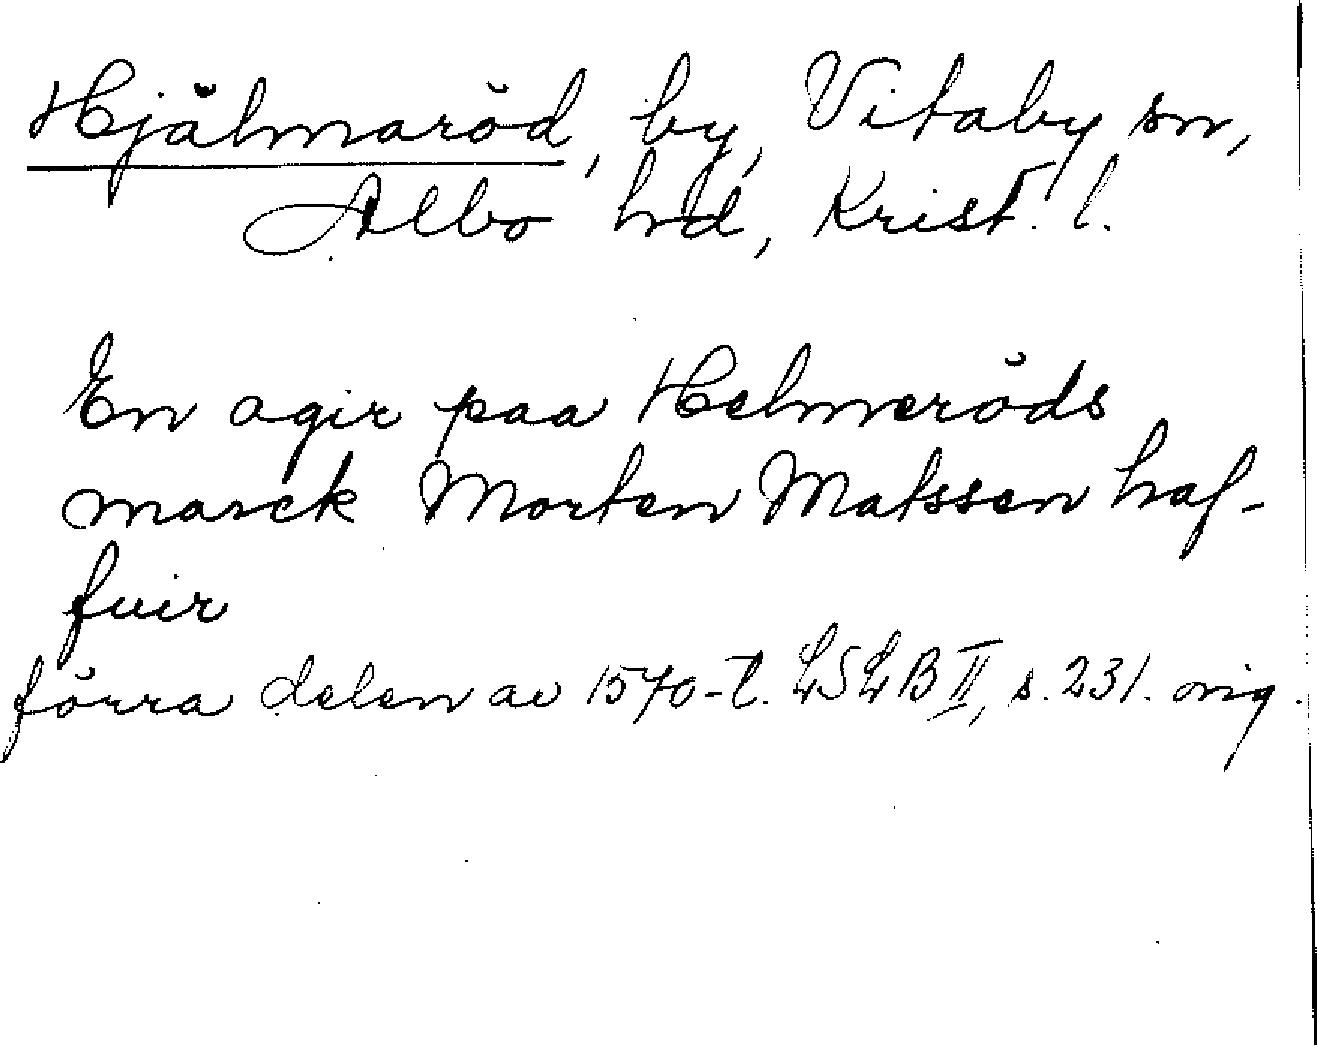 Hjälmaröd, by, Vitaby sn,
Albo hd, Krist. l.
En agir paa Helmeröds
marck Morten Matssen haf-
fuir
förra delen av 1570-t. LSLB II, s. 231. orig.